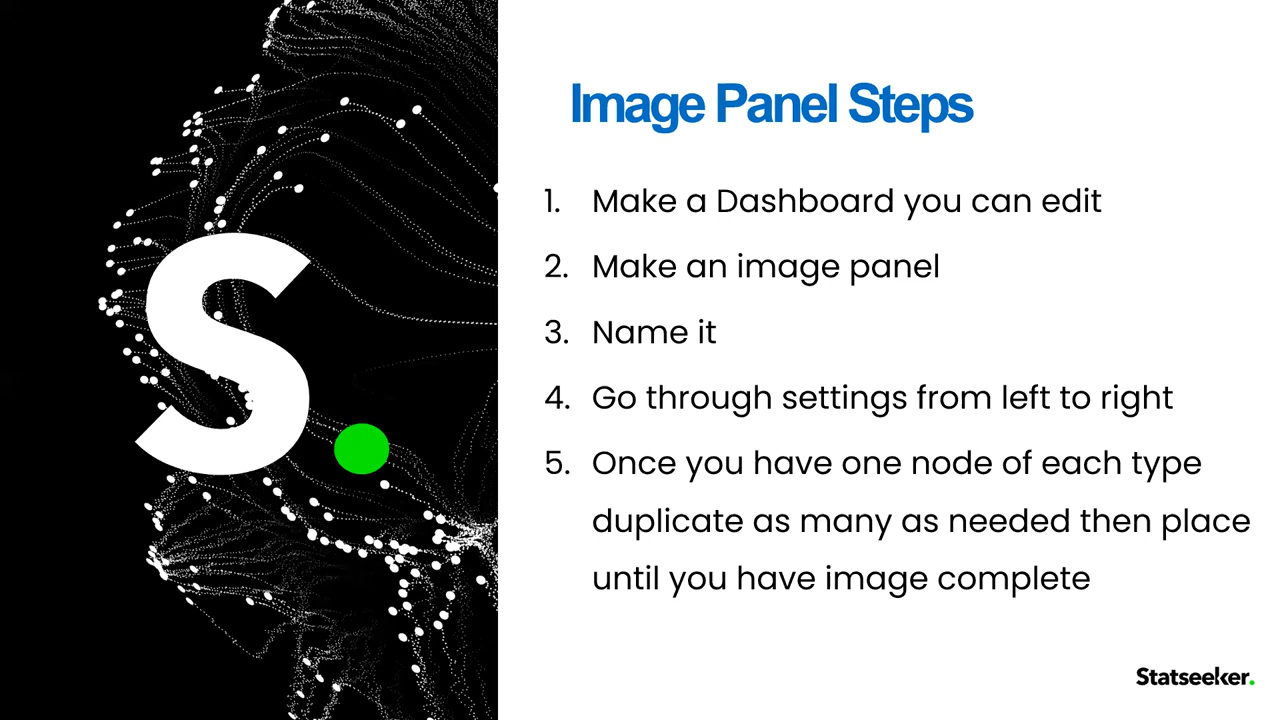 S.
Image Panel Steps
1. Make a Dashboard you can edit
2. Make an image panel
3. Name it
4. Go through settings from left to right
5. Once you have one node of each type
duplicate as many as needed then place
until you have image complete
Statseeker.